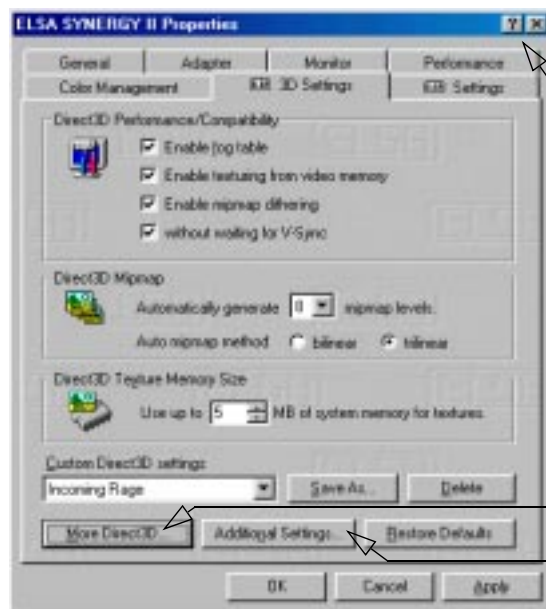 ELSA SYNERGY II Properties
General Adapter Monitor Performance
Color Management 3D Settings Settings
Direct3D Performance/Compatibility
Enable fog table
Enable texturing from video memory
Enable mipmap dithering
without waiting for V-Sync
Direct3D Mipmap
Automatically generate mipmap levels.
Auto mipmap method bilinear trilinear
Direct3D Texture Memory Size
Use up to 5 MB of system memory for textures.
Custom Direct3D settings
Incoming Rage Save As... Delete
More Direct3D Additional Settings... Restore Defaults
OK Cancel Apply